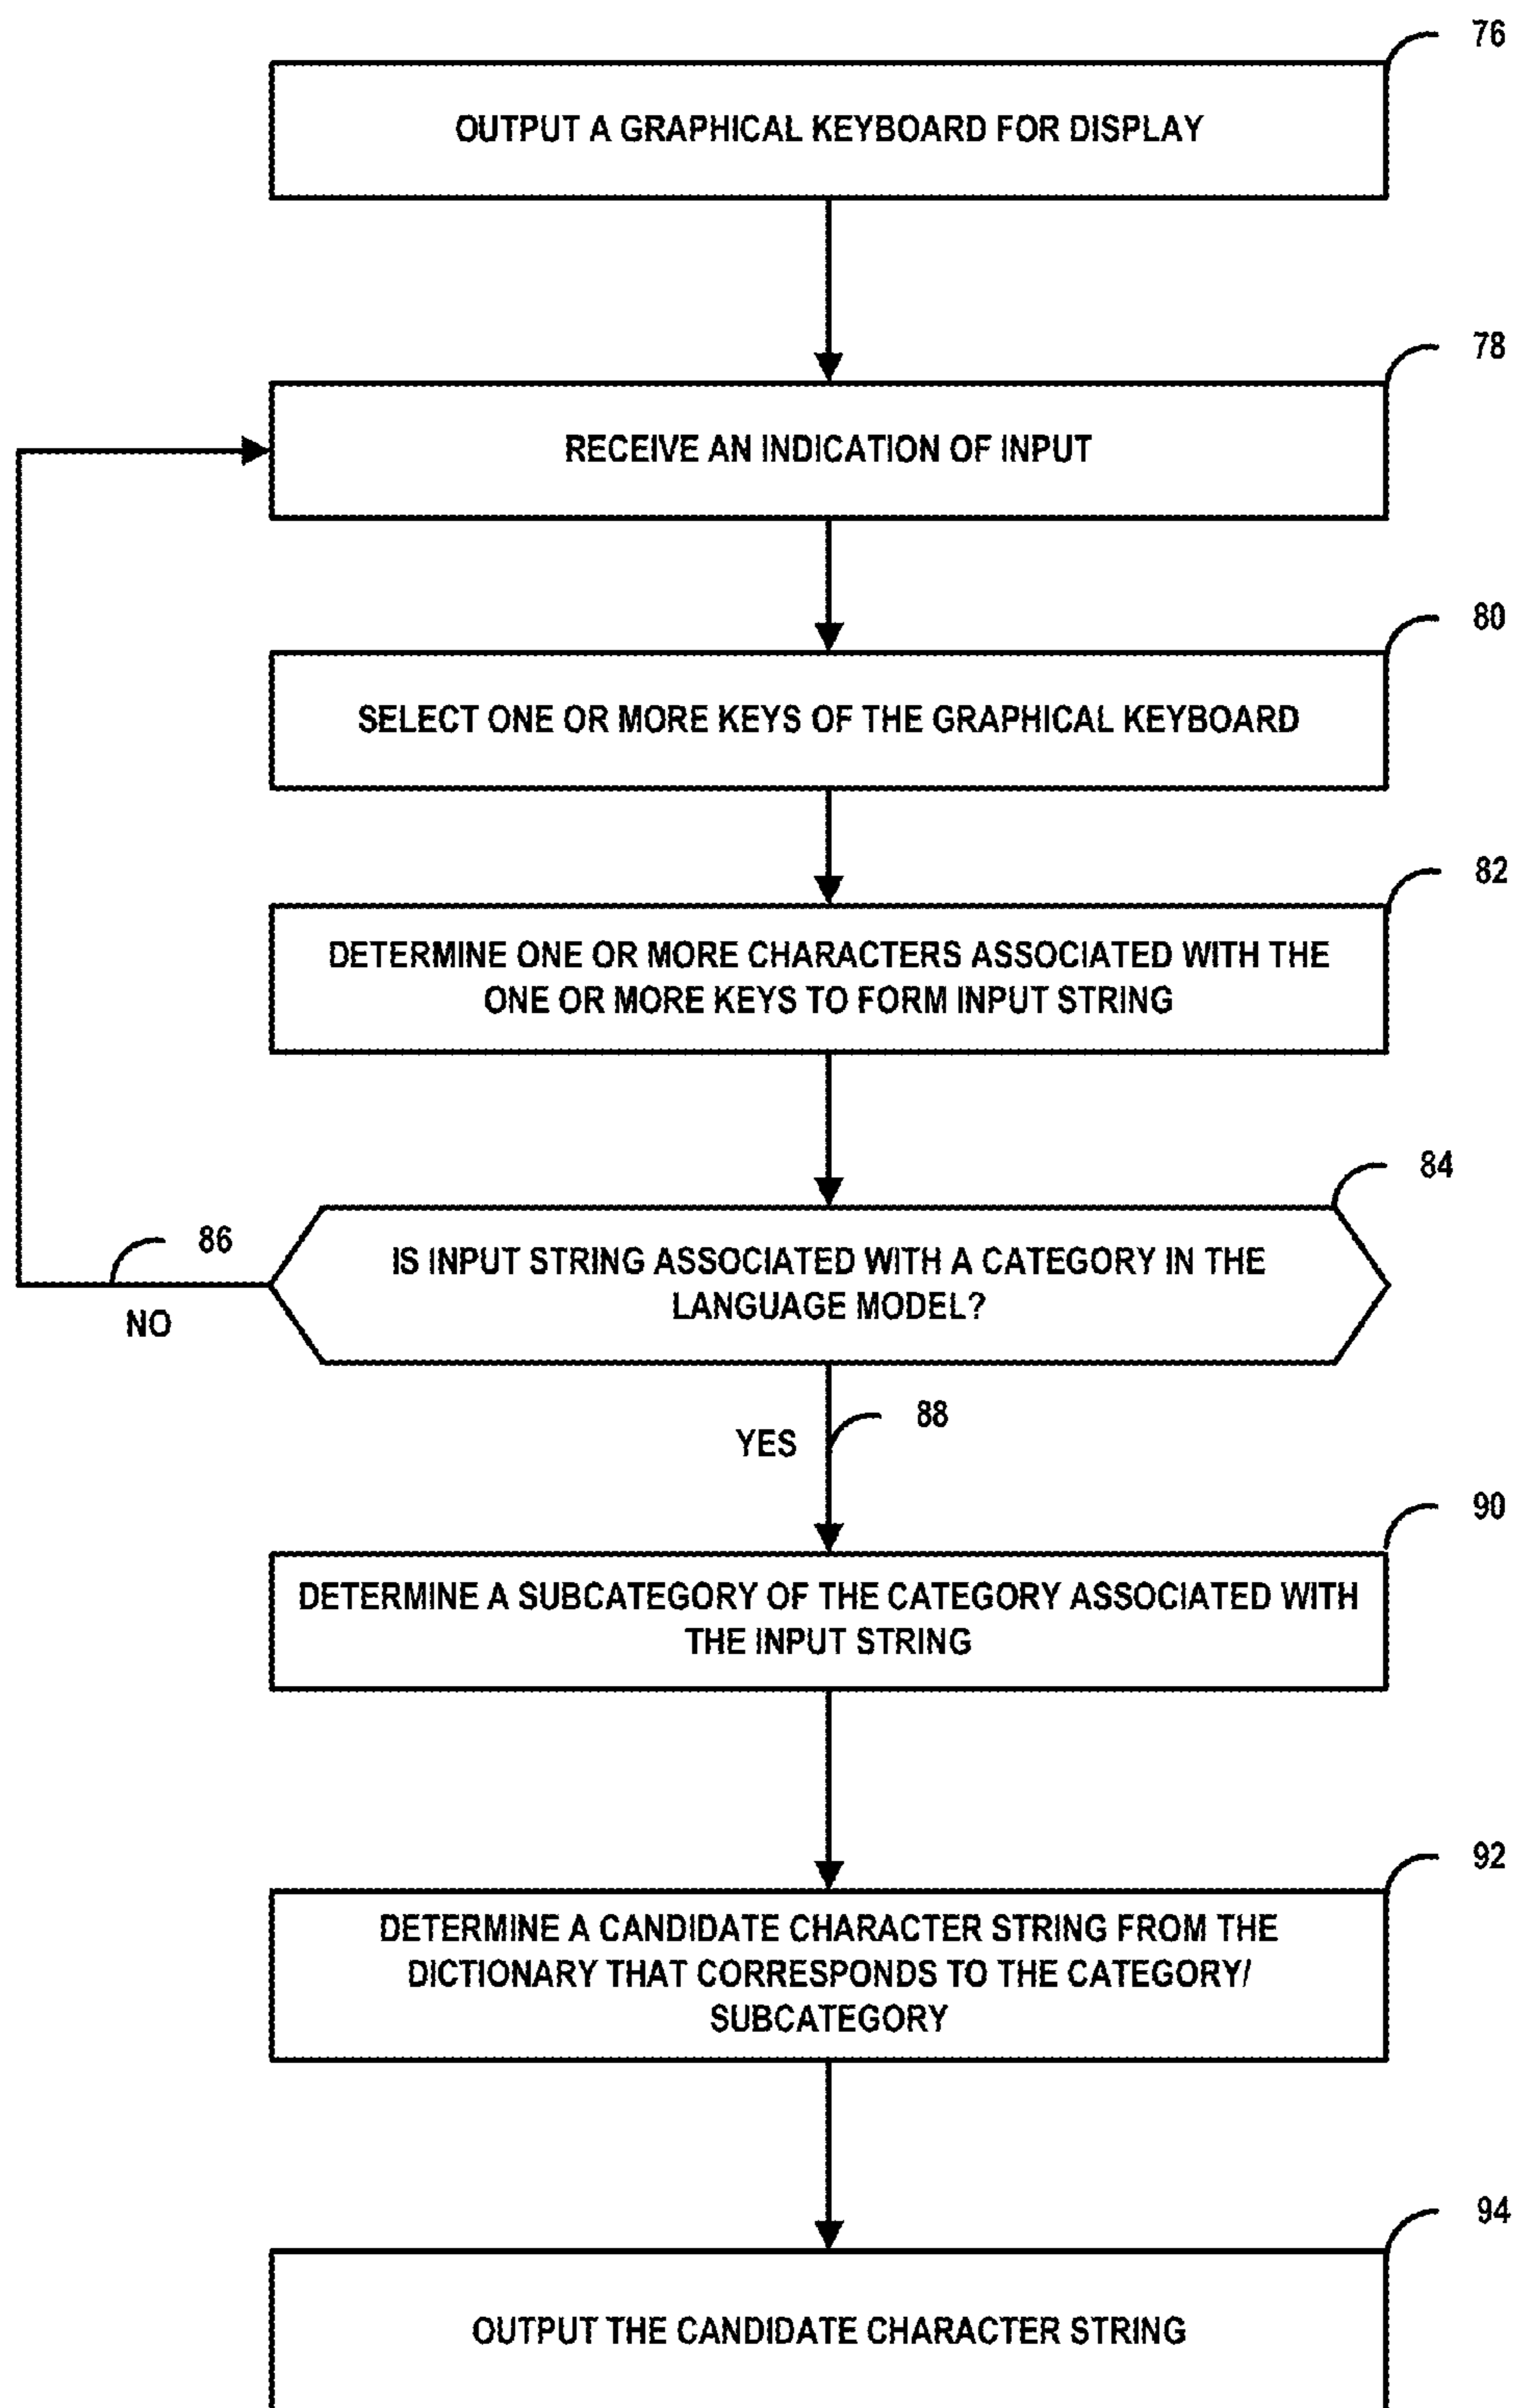 76
OUTPUT A GRAPHICAL KEYBOARD FOR DISPLAY
78
RECEIVE AN INDICATION OF INPUT
80
SELECT ONE OR MORE KEYS OF THE GRAPHICAL KEYBOARD
82
DETERMINE ONE OR MORE CHARACTERS ASSOCIATED WITH THE
ONE OR MORE KEYS TO FORM INPUT STRING
84
86
IS INPUT STRING ASSOCIATED WITH A CATEGORY IN THE
LANGUAGE MODEL?
NO
88
YES
90
DETERMINE A SUBCATEGORY OF THE CATEGORY ASSOCIATED WITH
THE INPUT STRING
92
DETERMINE A CANDIDATE CHARACTER STRING FROM THE
DICTIONARY THAT CORRESPONDS TO THE CATEGORY/
SUBCATEGORY
94
OUTPUT THE CANDIDATE CHARACTER STRING